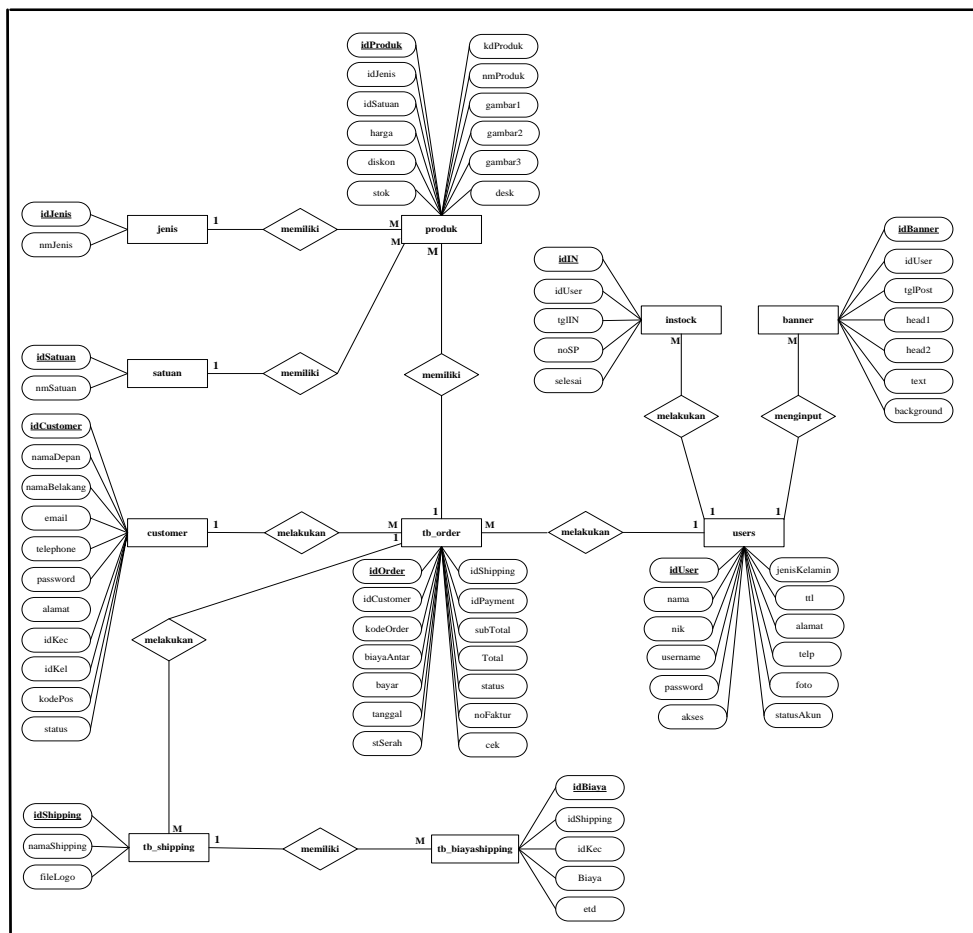 idProduk
idJenis
idSatuan
harga
diskon
stok
kdProduk
nmProduk
gambar1
gambar2
gambar3
desk
idJenis
nmJenis
jenis
1
memiliki
M
produk
M
M
idSatuan
nmSatuan
satuan
1
memiliki
memiliki
1
idIN
idUser
tglIN
noSP
selesai
instock
M
melakukan
1
idBanner
idUser
tglPost
head1
head2
text
background
banner
M
menginput
1
idCustomer
namaDepan
namaBelakang
email
telephone
password
alamat
idKec
idKel
kodePos
status
customer
1
melakukan
M
1
tb_order
M
melakukan
1
users
idOrder
idCustomer
kodeOrder
biayaAntar
bayar
tanggal
stSerah
idShipping
idPayment
subTotal
Total
status
noFaktur
cek
idUser
nama
nik
username
password
akses
jenisKelamin
ttl
alamat
telp
foto
statusAkun
melakukan
M
idShipping
namaShipping
fileLogo
tb_shipping
1
memiliki
M
tb_biayashipping
idBiaya
idShipping
idKec
Biaya
etd